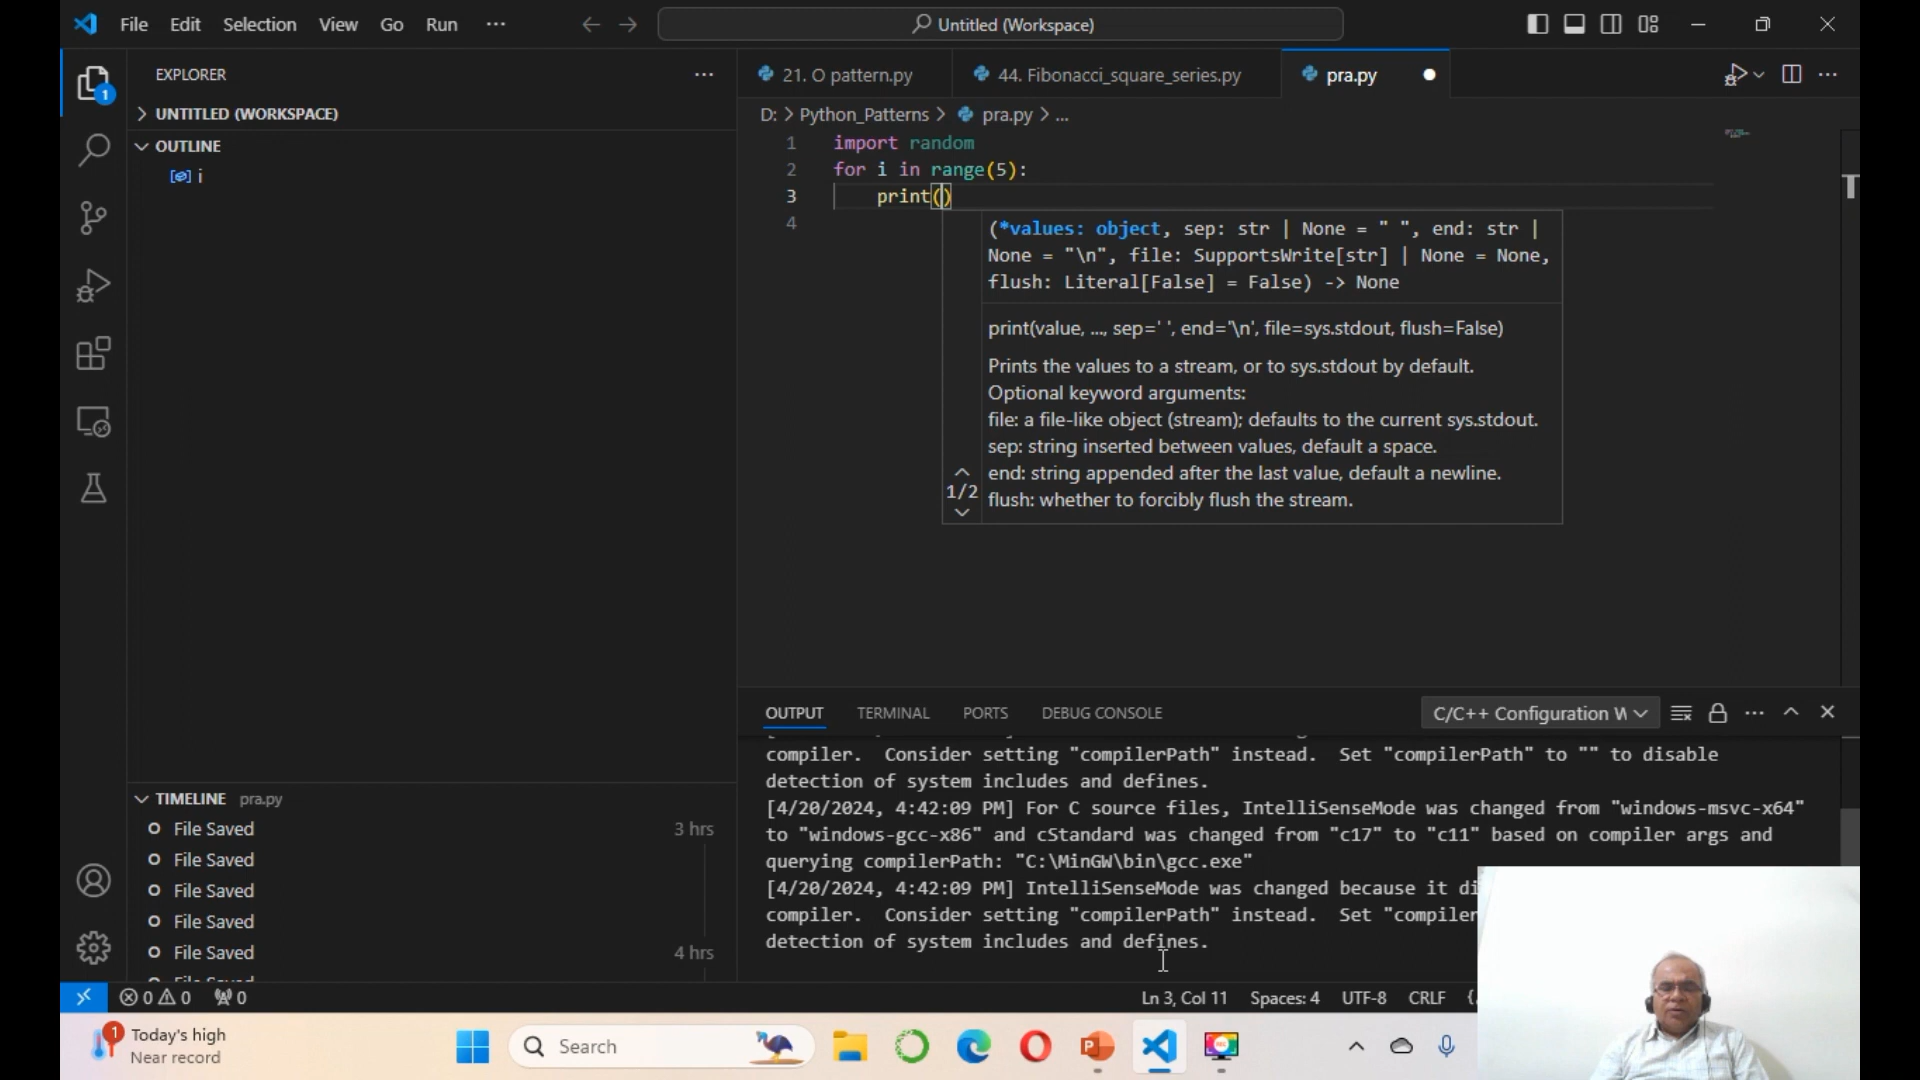 File Edit Selection View Go Run ··· Untitled (Workspace)
EXPLORER
1
UNTITLED (WORKSPACE)
OUTLINE
i
21. O pattern.py 44. Fibonacci_square_series.py pra.py
D: > Python_Patterns > pra.py > ...
1 import random
2 for i in range(5):
3 print()
4
(*values: object, sep: str | None = " ", end: str |
None = "\n", file: SupportsWrite[str] | None = None,
flush: Literal[False] = False) -> None
print(value, ..., sep=' ', end='\n', file=sys.stdout, flush=False)
Prints the values to a stream, or to sys.stdout by default.
Optional keyword arguments:
file: a file-like object (stream); defaults to the current sys.stdout.
sep: string inserted between values, default a space.
end: string appended after the last value, default a newline.
1/2
flush: whether to forcibly flush the stream.
OUTPUT TERMINAL PORTS DEBUG CONSOLE C/C++ Configuration W
compiler. Consider setting "compilerPath" instead. Set "compilerPath" to "" to disable
detection of system includes and defines.
[4/20/2024, 4:42:09 PM] For C source files, IntelliSenseMode was changed from "windows-msvc-x64"
to "windows-gcc-x86" and cStandard was changed from "c17" to "c11" based on compiler args and
querying compilerPath: "C:\MinGW\bin\gcc.exe"
[4/20/2024, 4:42:09 PM] IntelliSenseMode was changed because it di
compiler. Consider setting "compilerPath" instead. Set "compiler
detection of system includes and defines.
TIMELINE pra.py
File Saved 3 hrs
File Saved
File Saved
File Saved
File Saved 4 hrs
0 0 0 Ln 3, Col 11 Spaces: 4 UTF-8 CRLF {
1 Today's high
Near record
Search